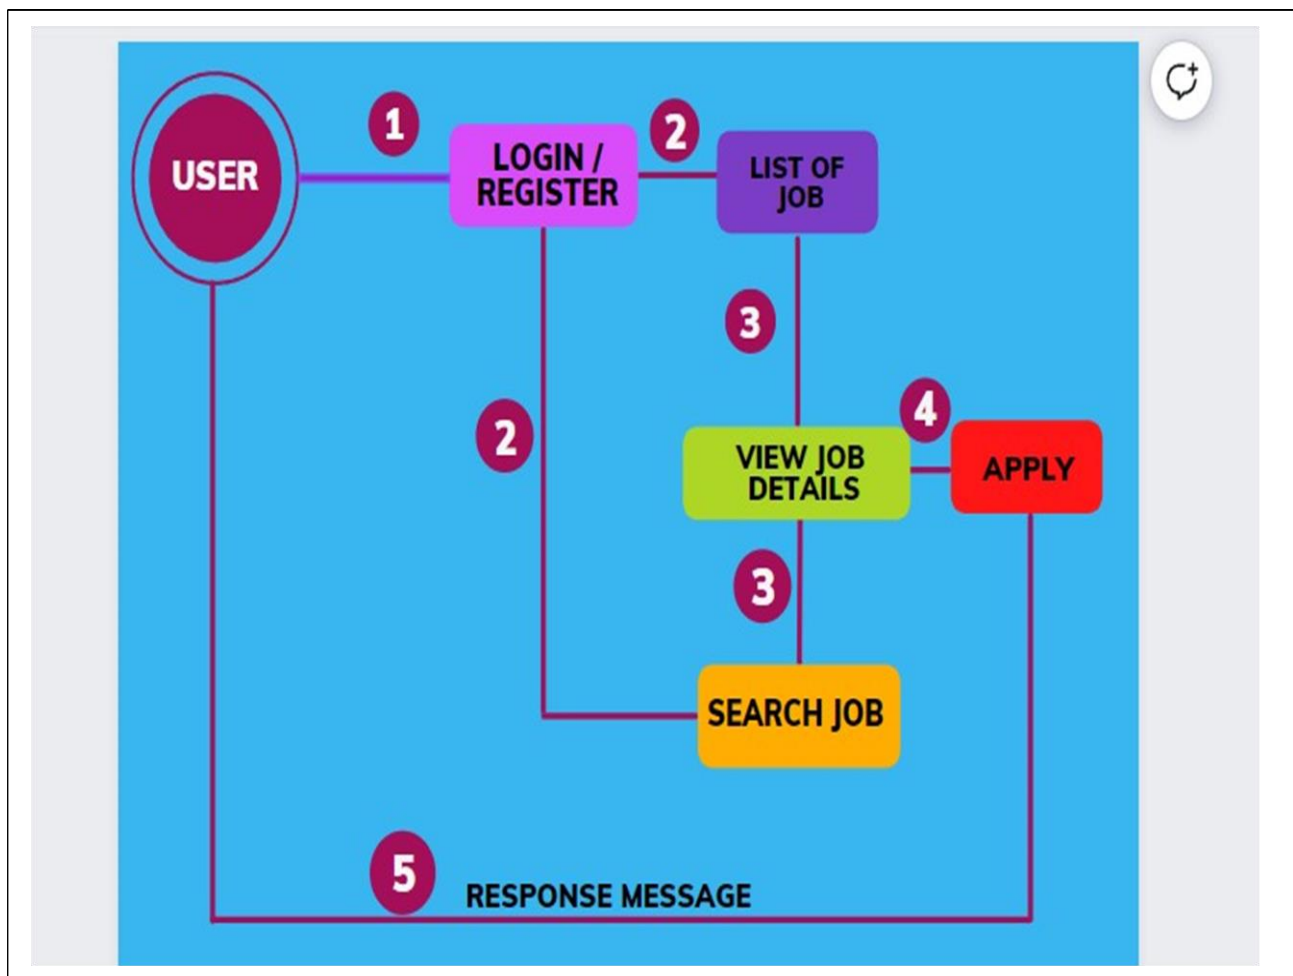 1
2
USER
LOGIN /
REGISTER
LIST OF
JOB
3
4
2
VIEW JOB
DETAILS
APPLY
3
SEARCH JOB
5
RESPONSE MESSAGE